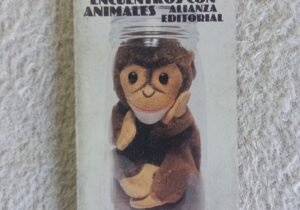 ENCUENTROS CON
ANIMALES ALIANZA
EDITORIAL